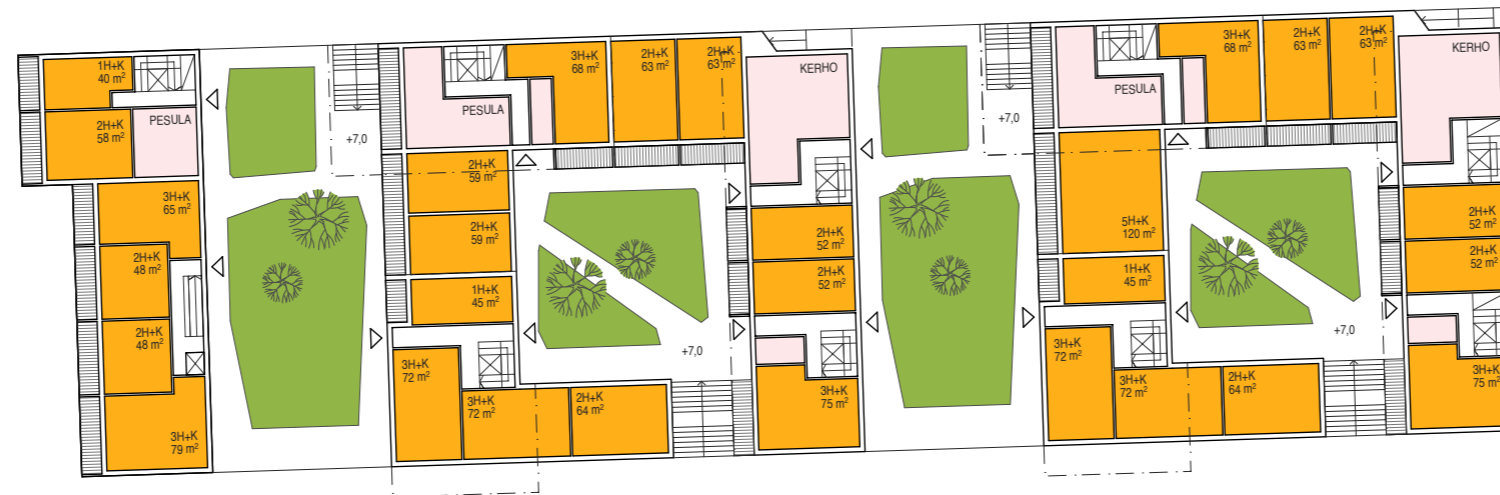 1H+K
40 m²
2H+K
58 m²
PESULA
3H+K
65 m²
2H+K
48 m²
2H+K
48 m²
3H+K
79 m²
+7,0
PESULA
3H+K
68 m²
2H+K
63 m²
2H+K
63 m²
KERHO
2H+K
59 m²
2H+K
59 m²
1H+K
45 m²
3H+K
72 m²
3H+K
72 m²
2H+K
64 m²
+7,0
2H+K
52 m²
2H+K
52 m²
3H+K
75 m²
+7,0
PESULA
3H+K
68 m²
2H+K
63 m²
2H+K
63 m²
KERHO
5H+K
120 m²
1H+K
45 m²
3H+K
72 m²
3H+K
72 m²
2H+K
64 m²
+7,0
2H+K
52 m²
2H+K
52 m²
3H+K
75 m²